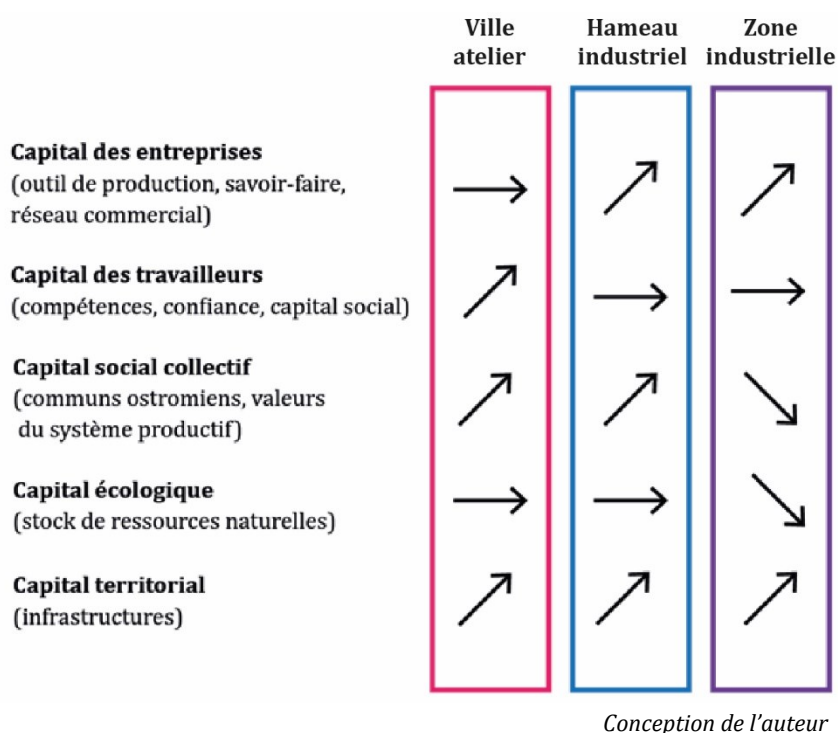 Ville atelier
Hameau industriel
Zone industrielle
Capital des entreprises
(outil de production, savoir-faire,
réseau commercial)
Capital des travailleurs
(compétences, confiance, capital social)
Capital social collectif
(communs ostromiens, valeurs
du système productif)
Capital écologique
(stock de ressources naturelles)
Capital territorial
(infrastructures)
Conception de l'auteur